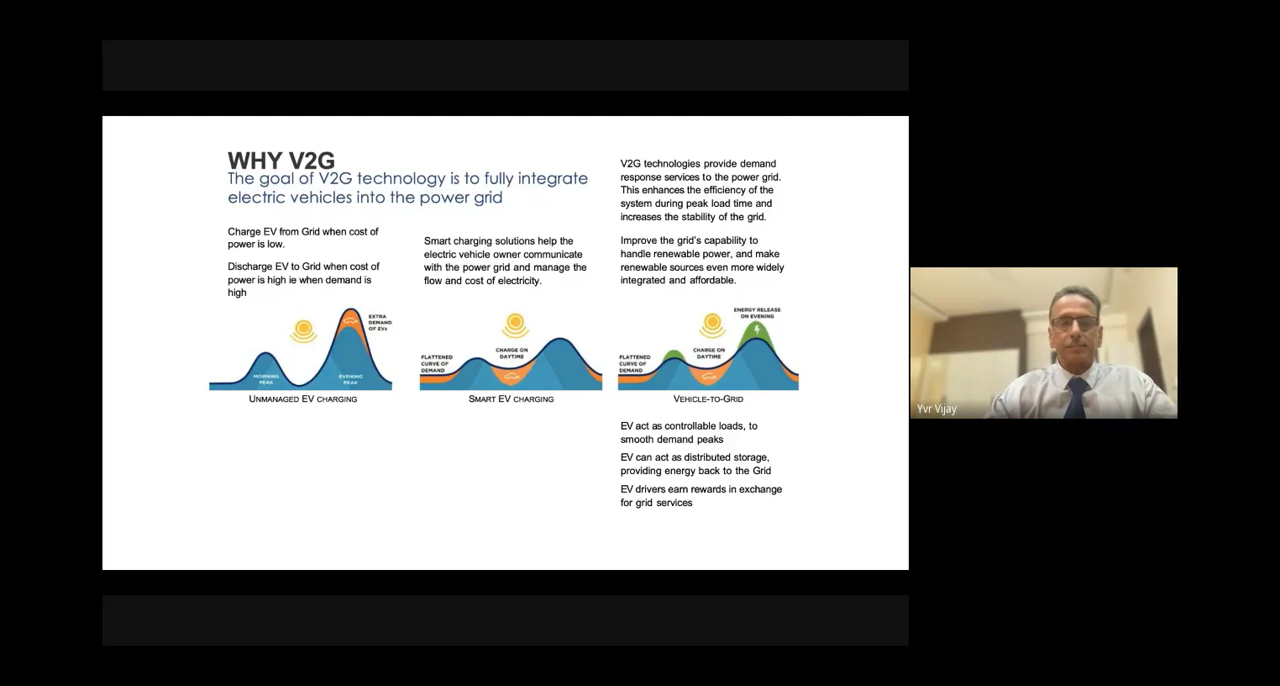 WHY V2G
The goal of V2G technology is to fully integrate
electric vehicles into the power grid
Charge EV from Grid when cost of
power is low.
Discharge EV to Grid when cost of
power is high ie when demand is
high
EXTRA
DEMAND
OF EVs
MORNING
PEAK
EVENING
PEAK
UNMANAGED EV CHARGING
Smart charging solutions help the
electric vehicle owner communicate
with the power grid and manage the
flow and cost of electricity.
FLATTENED
CURVE OF
DEMAND
CHARGE ON
DAYTIME
SMART EV CHARGING
V2G technologies provide demand
response services to the power grid.
This enhances the efficiency of the
system during peak load time and
increases the stability of the grid.
Improve the grid's capability to
handle renewable power, and make
renewable sources even more widely
integrated and affordable.
ENERGY RELEASE
ON EVENING
FLATTENED
CURVE OF
DEMAND
CHARGE ON
DAYTIME
VEHICLE-TO-GRID
EV act as controllable loads, to
smooth demand peaks
EV can act as distributed storage,
providing energy back to the Grid
EV drivers earn rewards in exchange
for grid services
Yvr Vijay